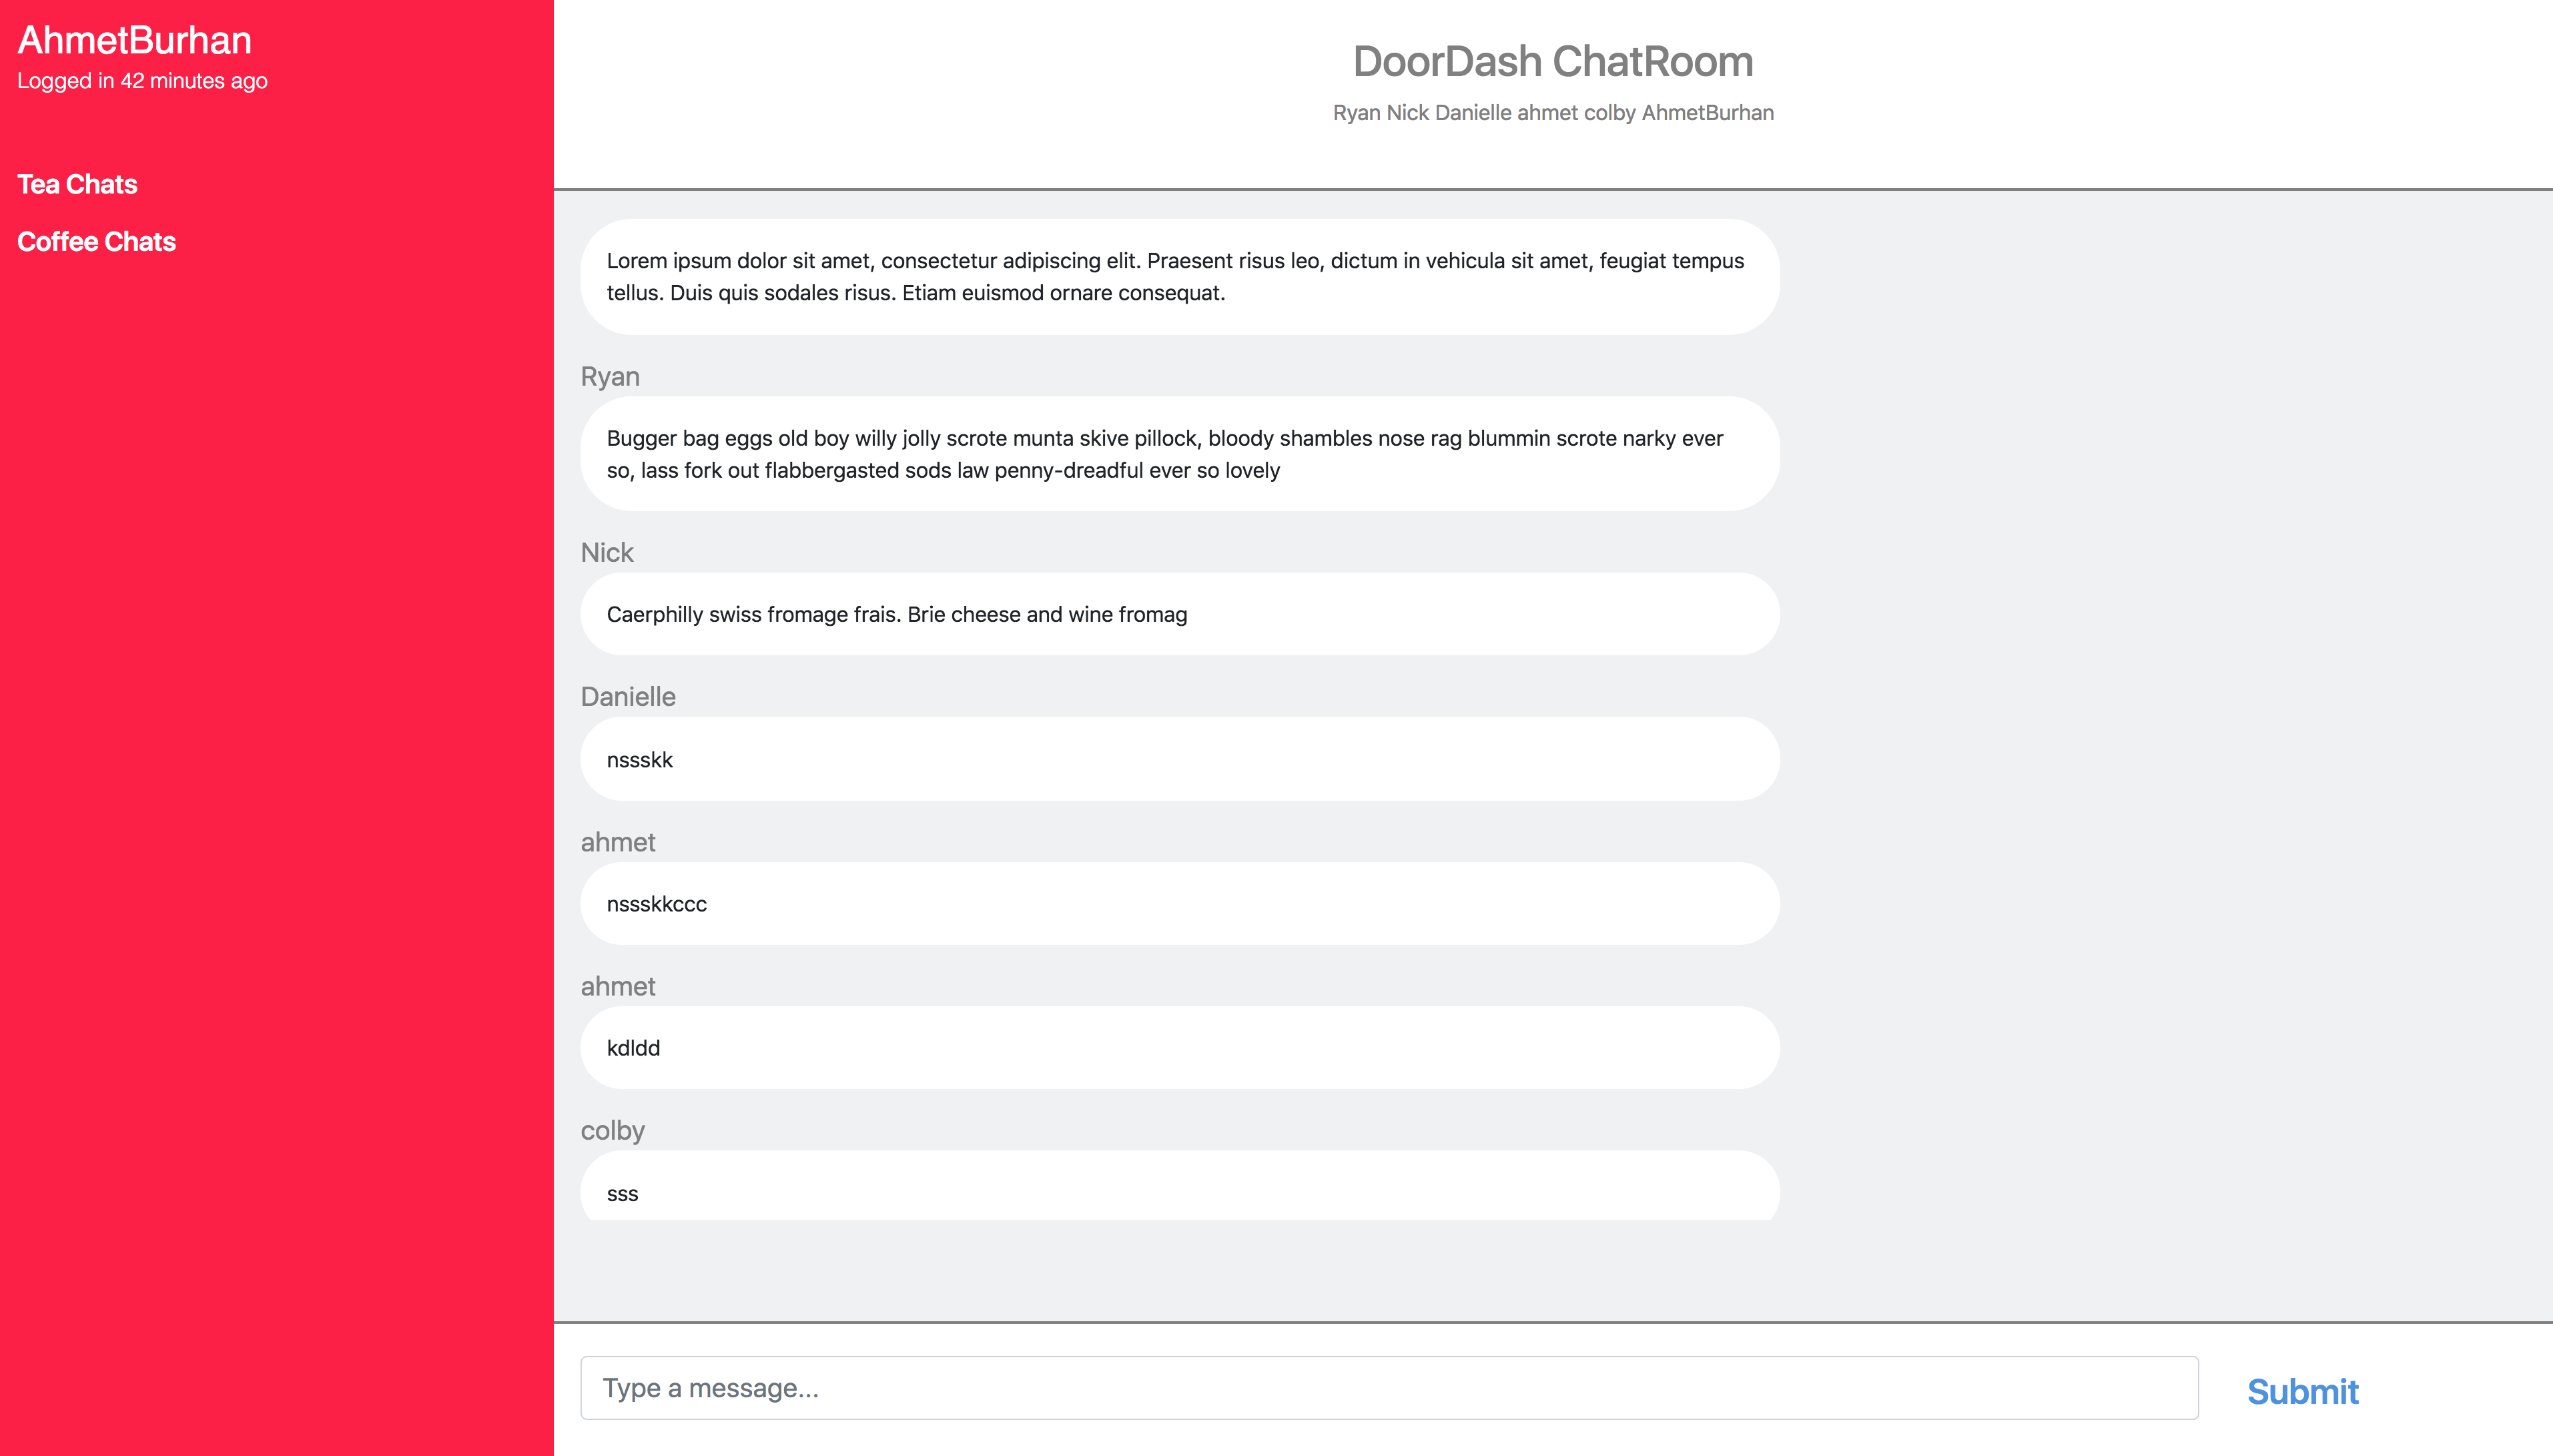 AhmetBurhan
Logged in 42 minutes ago
Tea Chats
Coffee Chats
DoorDash ChatRoom
Ryan Nick Danielle ahmet colby AhmetBurhan
Lorem ipsum dolor sit amet, consectetur adipiscing elit. Praesent risus leo, dictum in vehicula sit amet, feugiat tempus
tellus. Duis quis sodales risus. Etiam euismod ornare consequat.
Ryan
Bugger bag eggs old boy willy jolly scrote munta skive pillock, bloody shambles nose rag blummin scrote narky ever
so, lass fork out flabbergasted sods law penny-dreadful ever so lovely
Nick
Caerphilly swiss fromage frais. Brie cheese and wine fromag
Danielle
nssskk
ahmet
nssskkccc
ahmet
kdldd
colby
sss
Type a message...
Submit